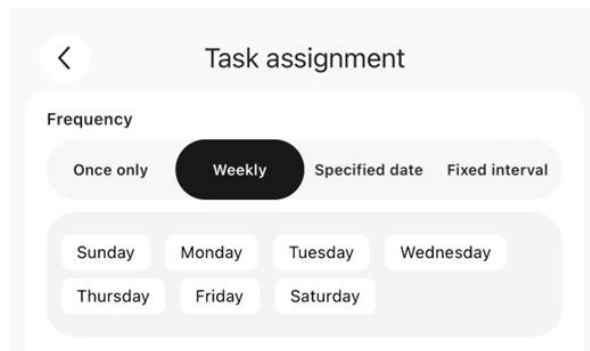 Task assignment
Frequency
Once only Weekly Specified date Fixed interval
Sunday Monday Tuesday Wednesday
Thursday Friday Saturday